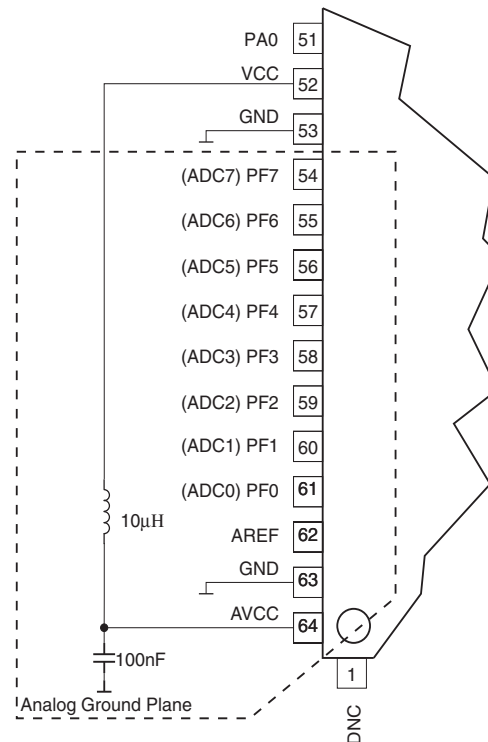 PA0 51
VCC 52
GND 53
(ADC7) PF7 54
(ADC6) PF6 55
(ADC5) PF5 56
(ADC4) PF4 57
(ADC3) PF3 58
(ADC2) PF2 59
(ADC1) PF1 60
(ADC0) PF0 61
10μH
AREF 62
GND 63
AVCC 64
100nF
1
Analog Ground Plane
DNC